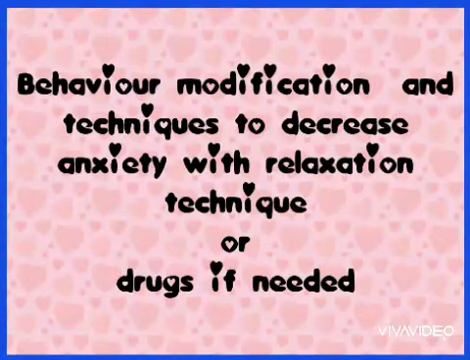 Behaviour modification and
techniques to decrease
anxiety with relaxation
technique
or
drugs if needed
VIVAVIDEO